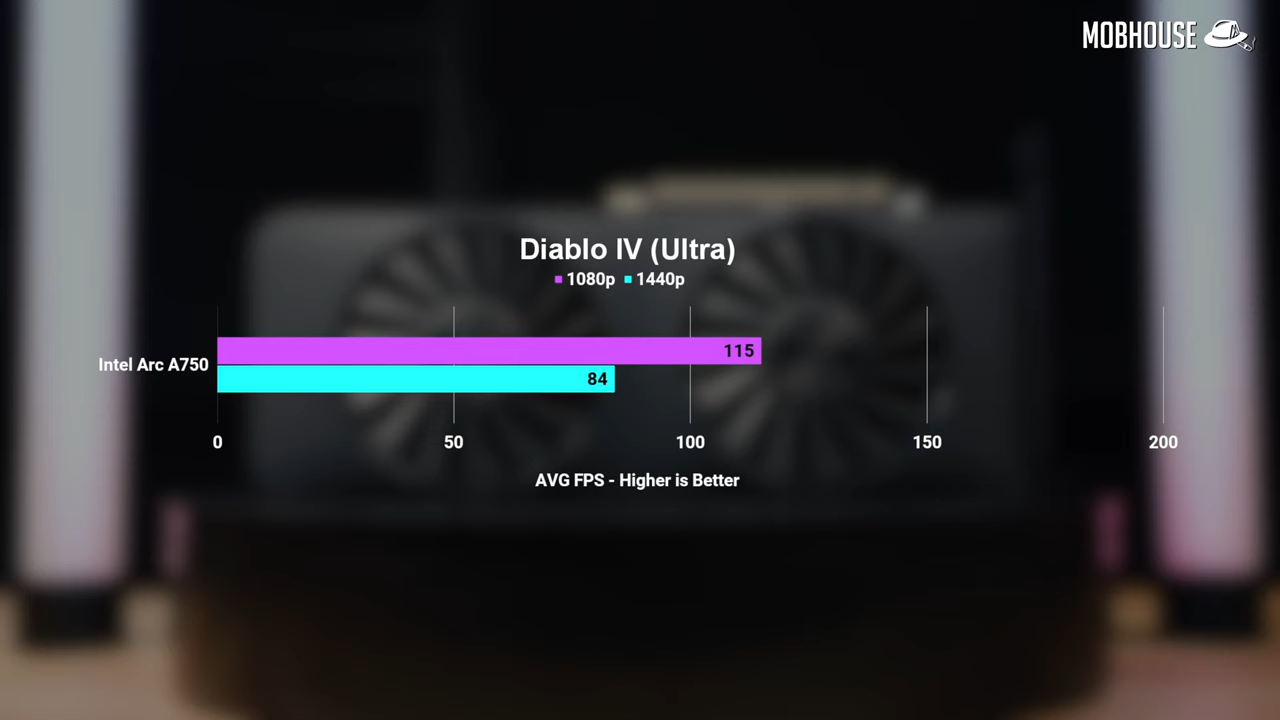 MOBHOUSE
Diablo IV (Ultra)
1080p 1440p
Intel Arc A750
115
84
0 50 100 150 200
AVG FPS - Higher is Better